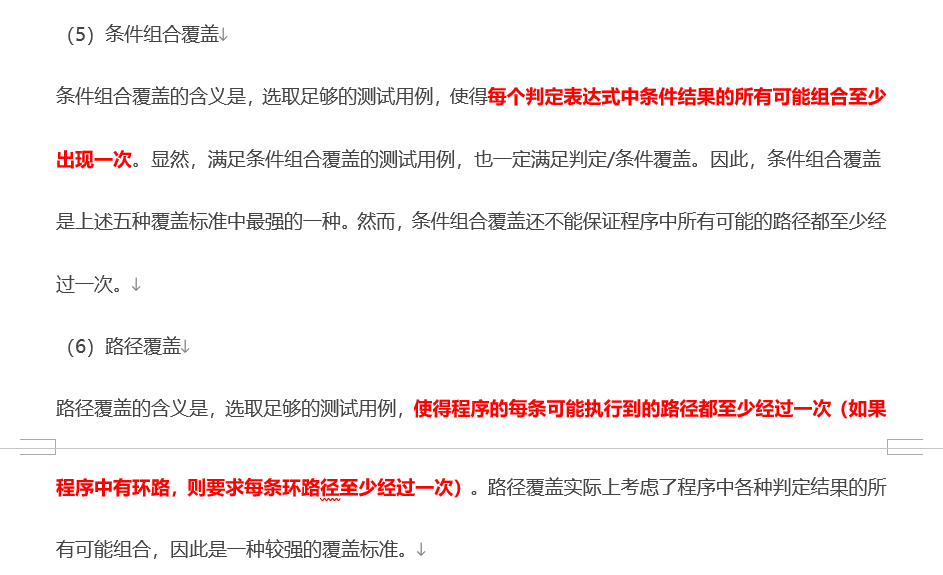 （5）条件组合覆盖↓
条件组合覆盖的含义是，选取足够的测试用例，使得每个判定表达式中条件结果的所有可能组合至少
出现一次。显然，满足条件组合覆盖的测试用例，也一定满足判定/条件覆盖。因此，条件组合覆盖
是上述五种覆盖标准中最强的一种。然而，条件组合覆盖还不能保证程序中所有可能的路径都至少经
过一次。↓
（6）路径覆盖↓
路径覆盖的含义是，选取足够的测试用例，使得程序的每条可能执行到的路径都至少经过一次（如果
程序中有环路，则要求每条环路径至少经过一次）。路径覆盖实际上考虑了程序中各种判定结果的所
有可能组合，因此是一种较强的覆盖标准。↓